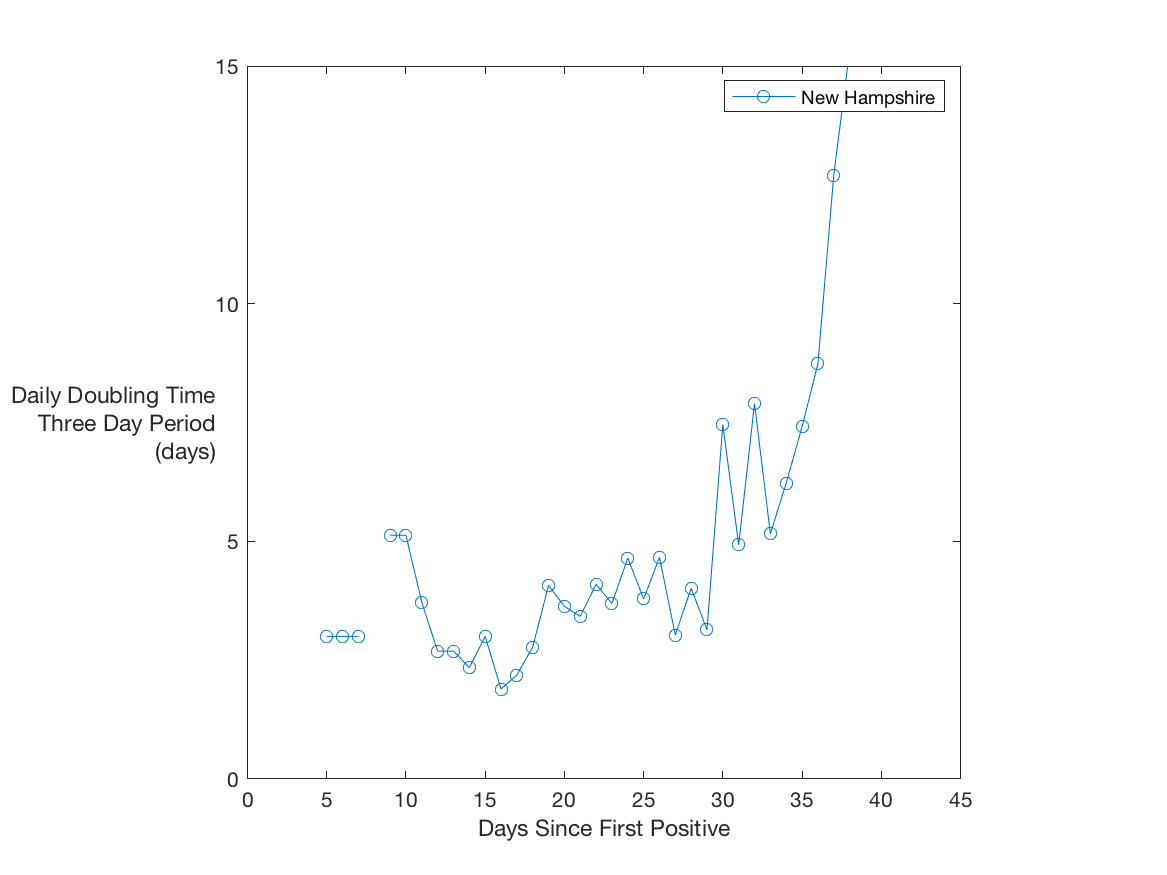 15
New Hampshire
10
Daily Doubling Time
Three Day Period
(days)
5
0
0 5 10 15 20 25 30 35 40 45
Days Since First Positive